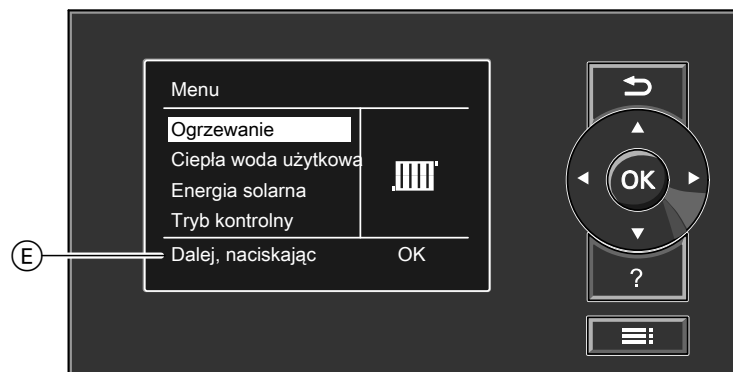 Menu
Ogrzewanie
Ciepła woda użytkowa
Energia solarna
Tryb kontrolny
Dalej, naciskając OK
E
OK
?